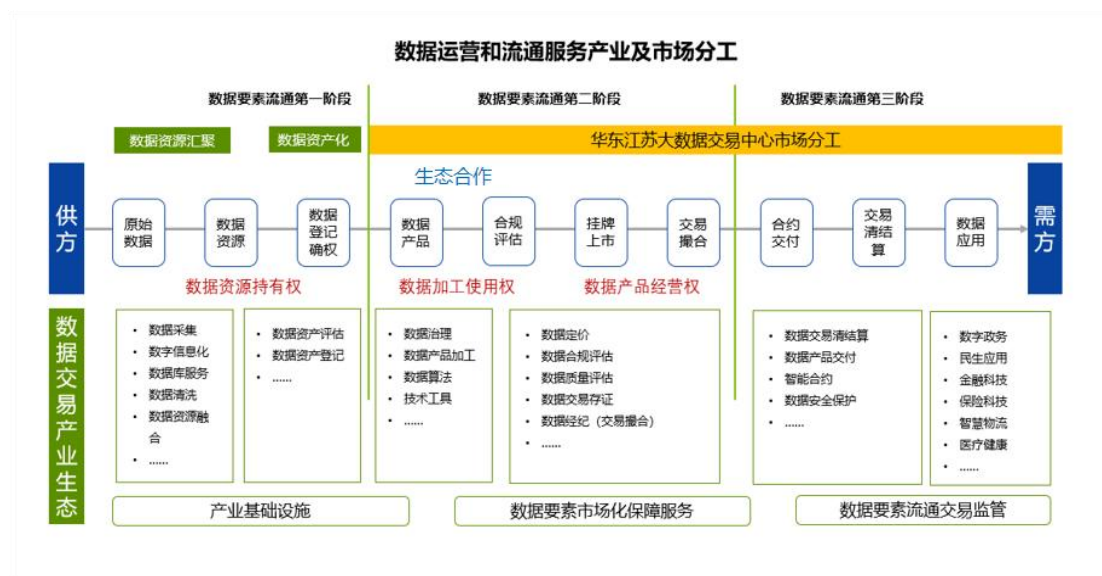 数据运营和流通服务产业及市场分工
数据要素流通第一阶段
数据要素流通第二阶段
数据要素流通第三阶段
数据资源汇聚
数据资产化
华东江苏大数据交易中心市场分工
生态合作
供方
原始
数据
数据
资源
数据
登记
确权
数据
产品
合规
评估
挂牌
上市
交易
撮合
合约
交付
交易
清结
算
数据
应用
需方
数据资源持有权
数据加工使用权
数据产品经营权
数据交易产业生态
• 数据采集
• 数字信息化
• 数据库服务
• 数据清洗
• 数据资源融
合
• ......
• 数据资产评估
• 数据资产登记
• ......
• 数据治理
• 数据产品加工
• 数据算法
• 技术工具
• ......
• 数据定价
• 数据合规评估
• 数据质量评估
• 数据交易存证
• 数据经纪（交易撮合）
• ......
• 数据交易清结算
• 数据产品交付
• 智能合约
• 数据安全保护
• ......
• 数字政务
• 民生应用
• 金融科技
• 保险科技
• 智慧物流
• 医疗健康
• ......
产业基础设施
数据要素市场化保障服务
数据要素流通交易监管